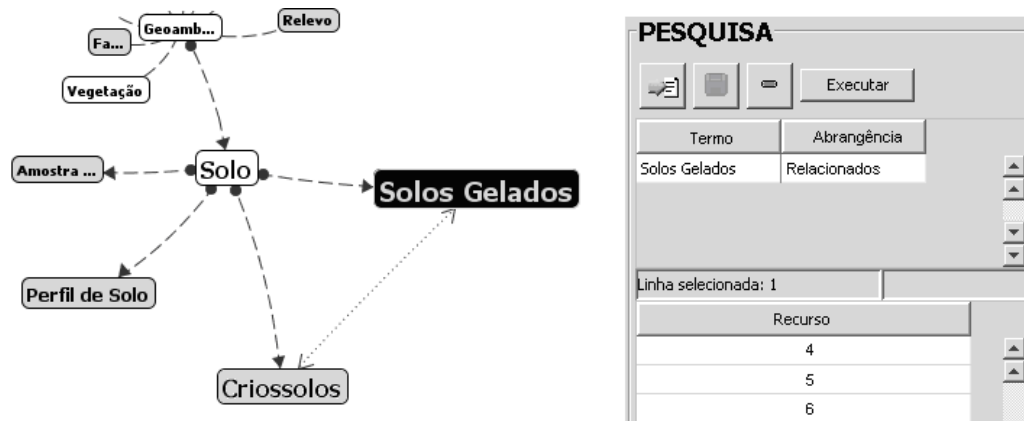 Relevo
Geoamb...
Fa...
Vegetação
Solo
Amostra ...
Solos Gelados
Perfil de Solo
Criossolos
PESQUISA
Executar
Termo Abrangência
Solos Gelados Relacionados
Linha selecionada: 1
Recurso
4
5
6